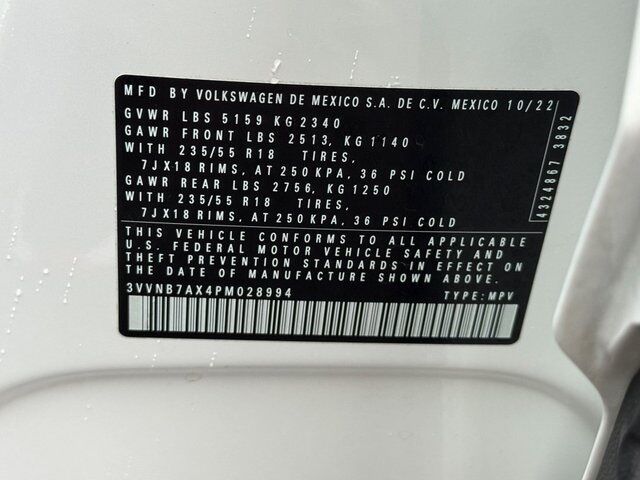 MFD BY VOLKSWAGEN DE MEXICO S.A. DE C.V. MEXICO 10/22
GVWR LBS 5159 KG 2340
GAWR FRONT LBS 2513, KG 1140
WITH 235/55 R18 TIRES,
7JX18 RIMS, AT 250 KPA, 36 PSI COLD
GAWR REAR LBS 2756, KG 1250
WITH 235/55 R18 TIRES,
7JX18 RIMS, AT 250 KPA, 36 PSI COLD
THIS VEHICLE CONFORMS TO ALL APPLICABLE
U.S. FEDERAL MOTOR VEHICLE SAFETY AND
THEFT PREVENTION STANDARDS IN EFFECT ON
THE DATE OF MANUFACTURE SHOWN ABOVE.
3VVNB7AX4PM028994 TYPE: MPV
4324867 3832